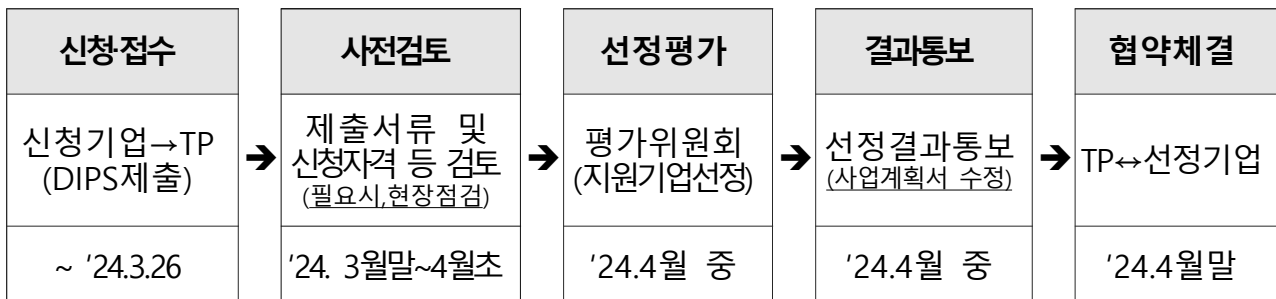 신청·접수
사전검토
선정평가
결과통보
협약체결
신청기업→TP
(DIPS제출)
➔
제출서류 및
신청자격 등 검토
(필요시,현장점검)
➔
평가위원회
(지원기업선정)
➔
선정결과통보
(사업계획서 수정)
➔
TP↔선정기업
~ '24.3.26
'24. 3월말~4월초
'24.4월 중
'24.4월 중
'24.4월말